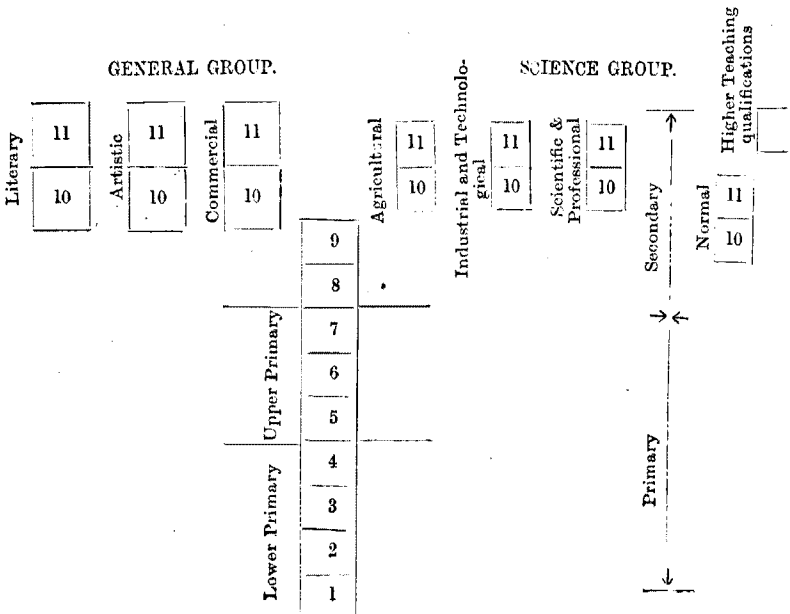 GENERAL GROUP.
SCIENCE GROUP.
Higher Teaching
qualifications
Literary
11
10
Artistic
11
10
Commercial
11
10
Agricultural
11
10
Industrial and Technolo-
gical
11
10
Scientific &
Professional
11
10
Secondary
Normal
11
10
9
8
Upper Primary
7
6
5
Lower Primary
4
3
2
1
Primary